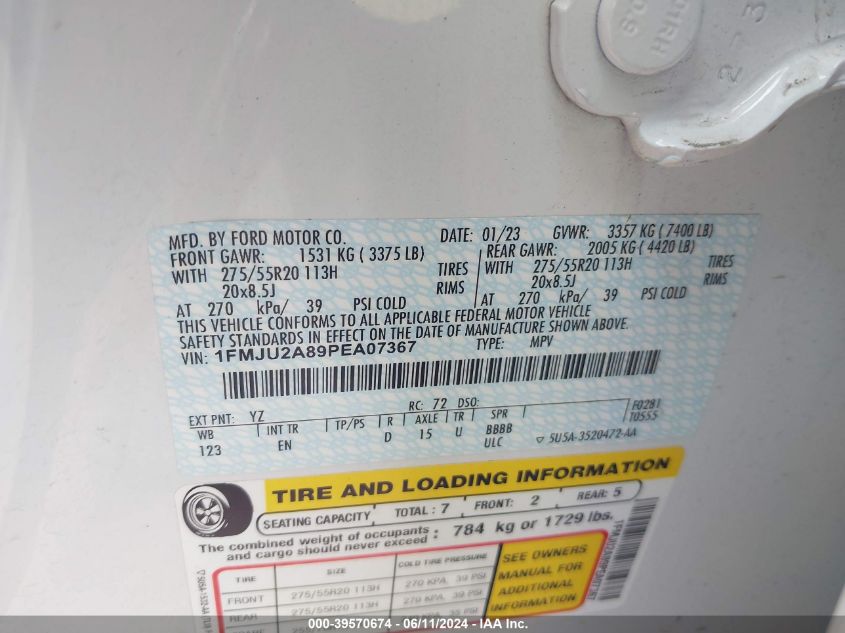 273
MFD. BY FORD MOTOR CO.
DATE: 01/23 GVWR: 3357 KG ( 7400 LB)
FRONT GAWR: 1531 KG ( 3375 LB) REAR GAWR: 2005 KG ( 4420 LB)
WITH 275/55R20 113H TIRES WITH 275/55R20 113H TIRES
20x8.5J RIMS 20x8.5J RIMS
AT 270 kPa/ 39 PSI COLD AT 270 kPa/ 39 PSI COLD
THIS VEHICLE CONFORMS TO ALL APPLICABLE FEDERAL MOTOR VEHICLE
SAFETY STANDARDS IN EFFECT ON THE DATE OF MANUFACTURE SHOWN ABOVE.
VIN: 1FMJU2A89PEA07367 TYPE: MPV
EXT PNT: YZ RC: 72 DSO: F0281
T0555
WB INT TR TP/PS R AXLE TR SPR
123 EN D 15 U BBBB
ULC
5U5A-3520472-AA
TIRE AND LOADING INFORMATION
SEATING CAPACITY TOTAL : 7 FRONT: 2 REAR: 5
The combined weight of occupants
and cargo should never exceed : 784 kg or 1729 lbs.
TIRE SIZE COLD TIRE PRESSURE
FRONT 275/55R20 113H 270 KPA, 39 PSI
REAR 275/55R20 113H 270 KPA, 39 PSI
SEE OWNERS
MANUAL FOR
ADDITIONAL
INFORMATION
000-39570674 - 06/11/2024 - IAA Inc.